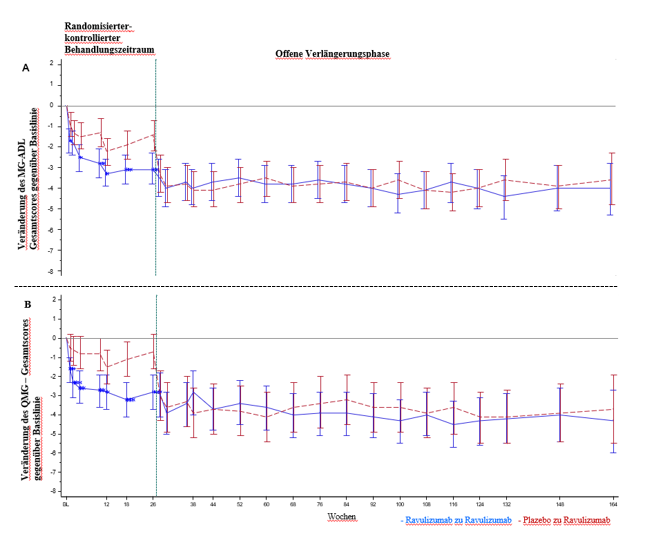 Randomisierter-
kontrollierter
Behandlungszeitraum
Offene Verlängerungsphase
A
Veränderung des MG-ADL
Gesamtscores gegenüber Basislinie
2
1
0
-1
-2
-3
-4
-5
-6
-7
-8
B
Veränderung des QMG – Gesamtscores
gegenüber Basislinie
2
1
0
-1
-2
-3
-4
-5
-6
-7
-8
BL 12 18 26 38 44 52 60 68 76 84 92 100 108 116 124 132 148 164
Wochen
- Ravulizumab zu Ravulizumab - Plazebo zu Ravulizumab